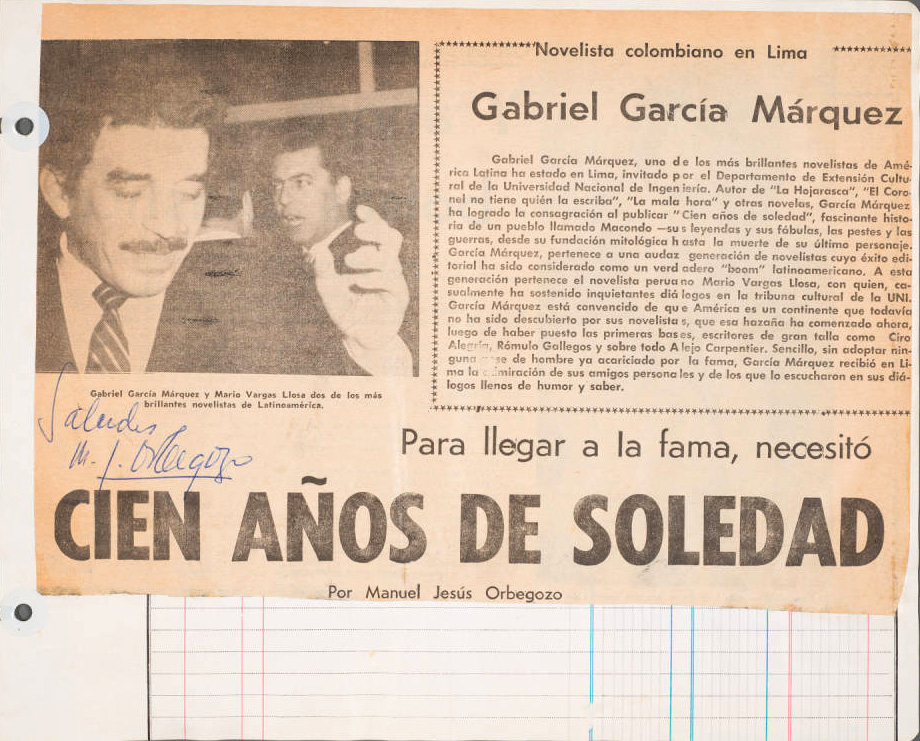 ************Novelista colombiano en Lima **********
Gabriel García Márquez
Gabriel García Márquez, uno de los más brillantes novelistas de Amé-
rica Latina ha estado en Lima, invitado por el Departamento de Extensión Cultu-
ral de la Universidad Nacional de Ingeniería. Autor de "La Hojarasca", "El Coro-
nel no tiene quién la escriba", "La mala hora" y otras novelas, García Márquez
ha logrado la consagración al publicar "Cien años de soledad", fascinante histo-
ria de un pueblo llamado Macondo —sus leyendas y sus fábulas, las pestes y las
guerras, desde su fundación mitológica hasta la muerte de su último personaje.
García Márquez, pertenece a una audaz generación de novelistas cuyo éxito edi-
torial ha sido considerado como un verdadero "boom" latinoamericano. A esta
generación pertenece el novelista peruano Mario Vargas Llosa, con quien, ca-
sualmente ha sostenido inquietantes diálogos en la tribuna cultural de la UNI.
García Márquez está convencido de que América es un continente que todavía
no ha sido descubierto por sus novelistas, que esa hazaña ha comenzado ahora,
luego de haber puesto las primeras bases, escritores de gran talla como Ciro
Alegría, Rómulo Gallegos y sobre todo Alejo Carpentier. Sencillo, sin adoptar nin-
guna pose de hombre ya acariciado por la fama, García Márquez recibió en Li-
ma la admiración de sus amigos personales y de los que lo escucharon en sus diá-
logos llenos de humor y saber.
Gabriel García Márquez y Mario Vargas Llosa dos de los más
brillantes novelistas de Latinoamérica.
Saludos
M. J. Orbegozo
Para llegar a la fama, necesitó
CIEN AÑOS DE SOLEDAD
Por Manuel Jesús Orbegozo